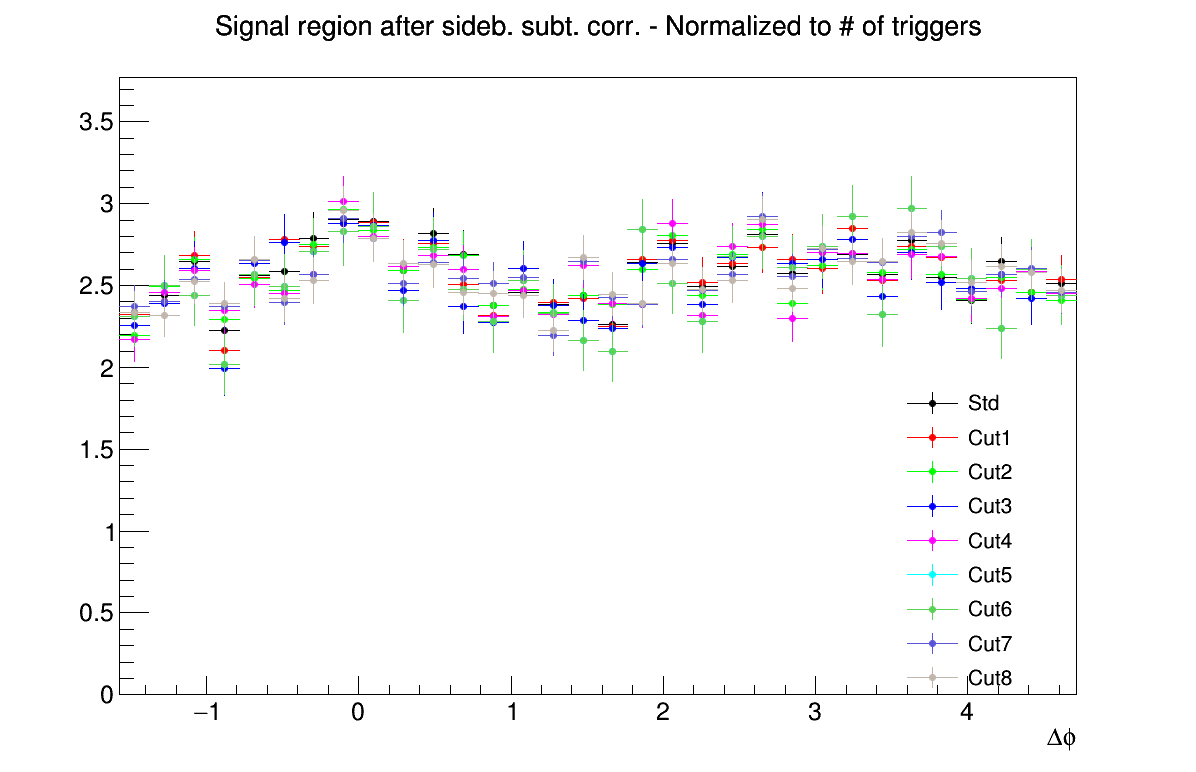 Signal region after sideb. subt. corr. - Normalized to # of triggers
3.5
3
2.5
2
1.5
1
0.5
0
Std
Cut1
Cut2
Cut3
Cut4
Cut5
Cut6
Cut7
Cut8
−1 0 1 2 3 4
Δϕ